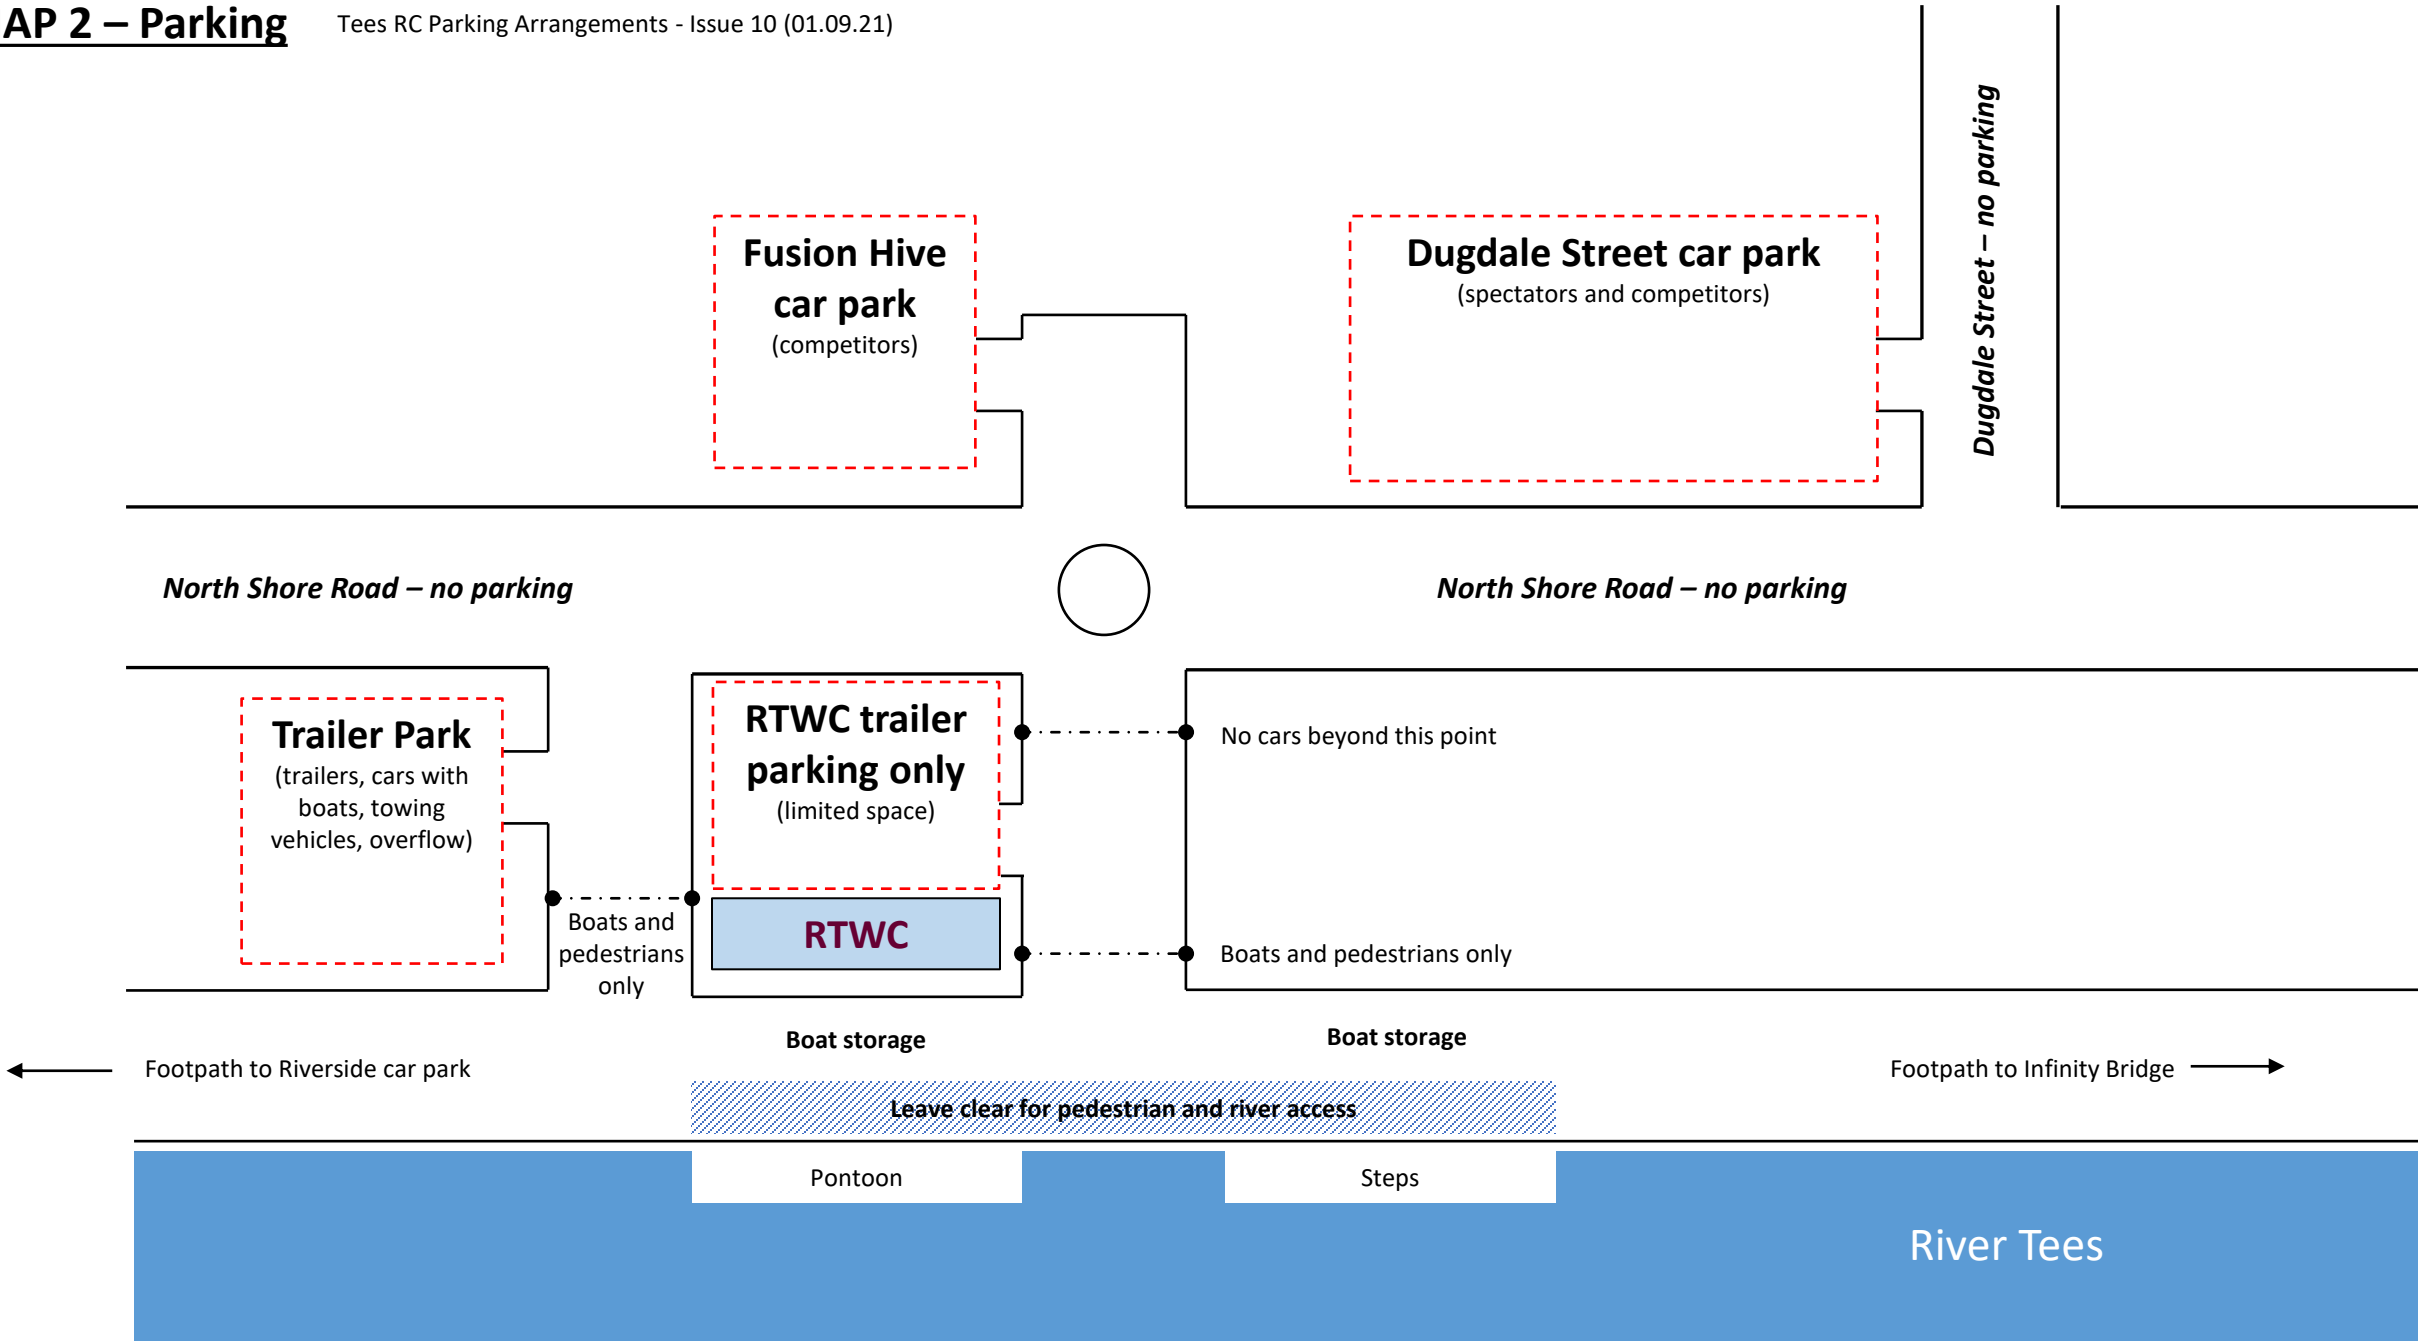 AP 2 – Parking
Tees RC Parking Arrangements - Issue 10 (01.09.21)
Dugdale Street – no parking
Fusion Hive
car park
(competitors)
Dugdale Street car park
(spectators and competitors)
North Shore Road – no parking
North Shore Road – no parking
Trailer Park
(trailers, cars with
boats, towing
vehicles, overflow)
RTWC trailer
parking only
(limited space)
No cars beyond this point
Boats and
pedestrians
only
RTWC
Boats and pedestrians only
Boat storage
Boat storage
Footpath to Riverside car park
Footpath to Infinity Bridge
Leave clear for pedestrian and river access
Pontoon
Steps
River Tees